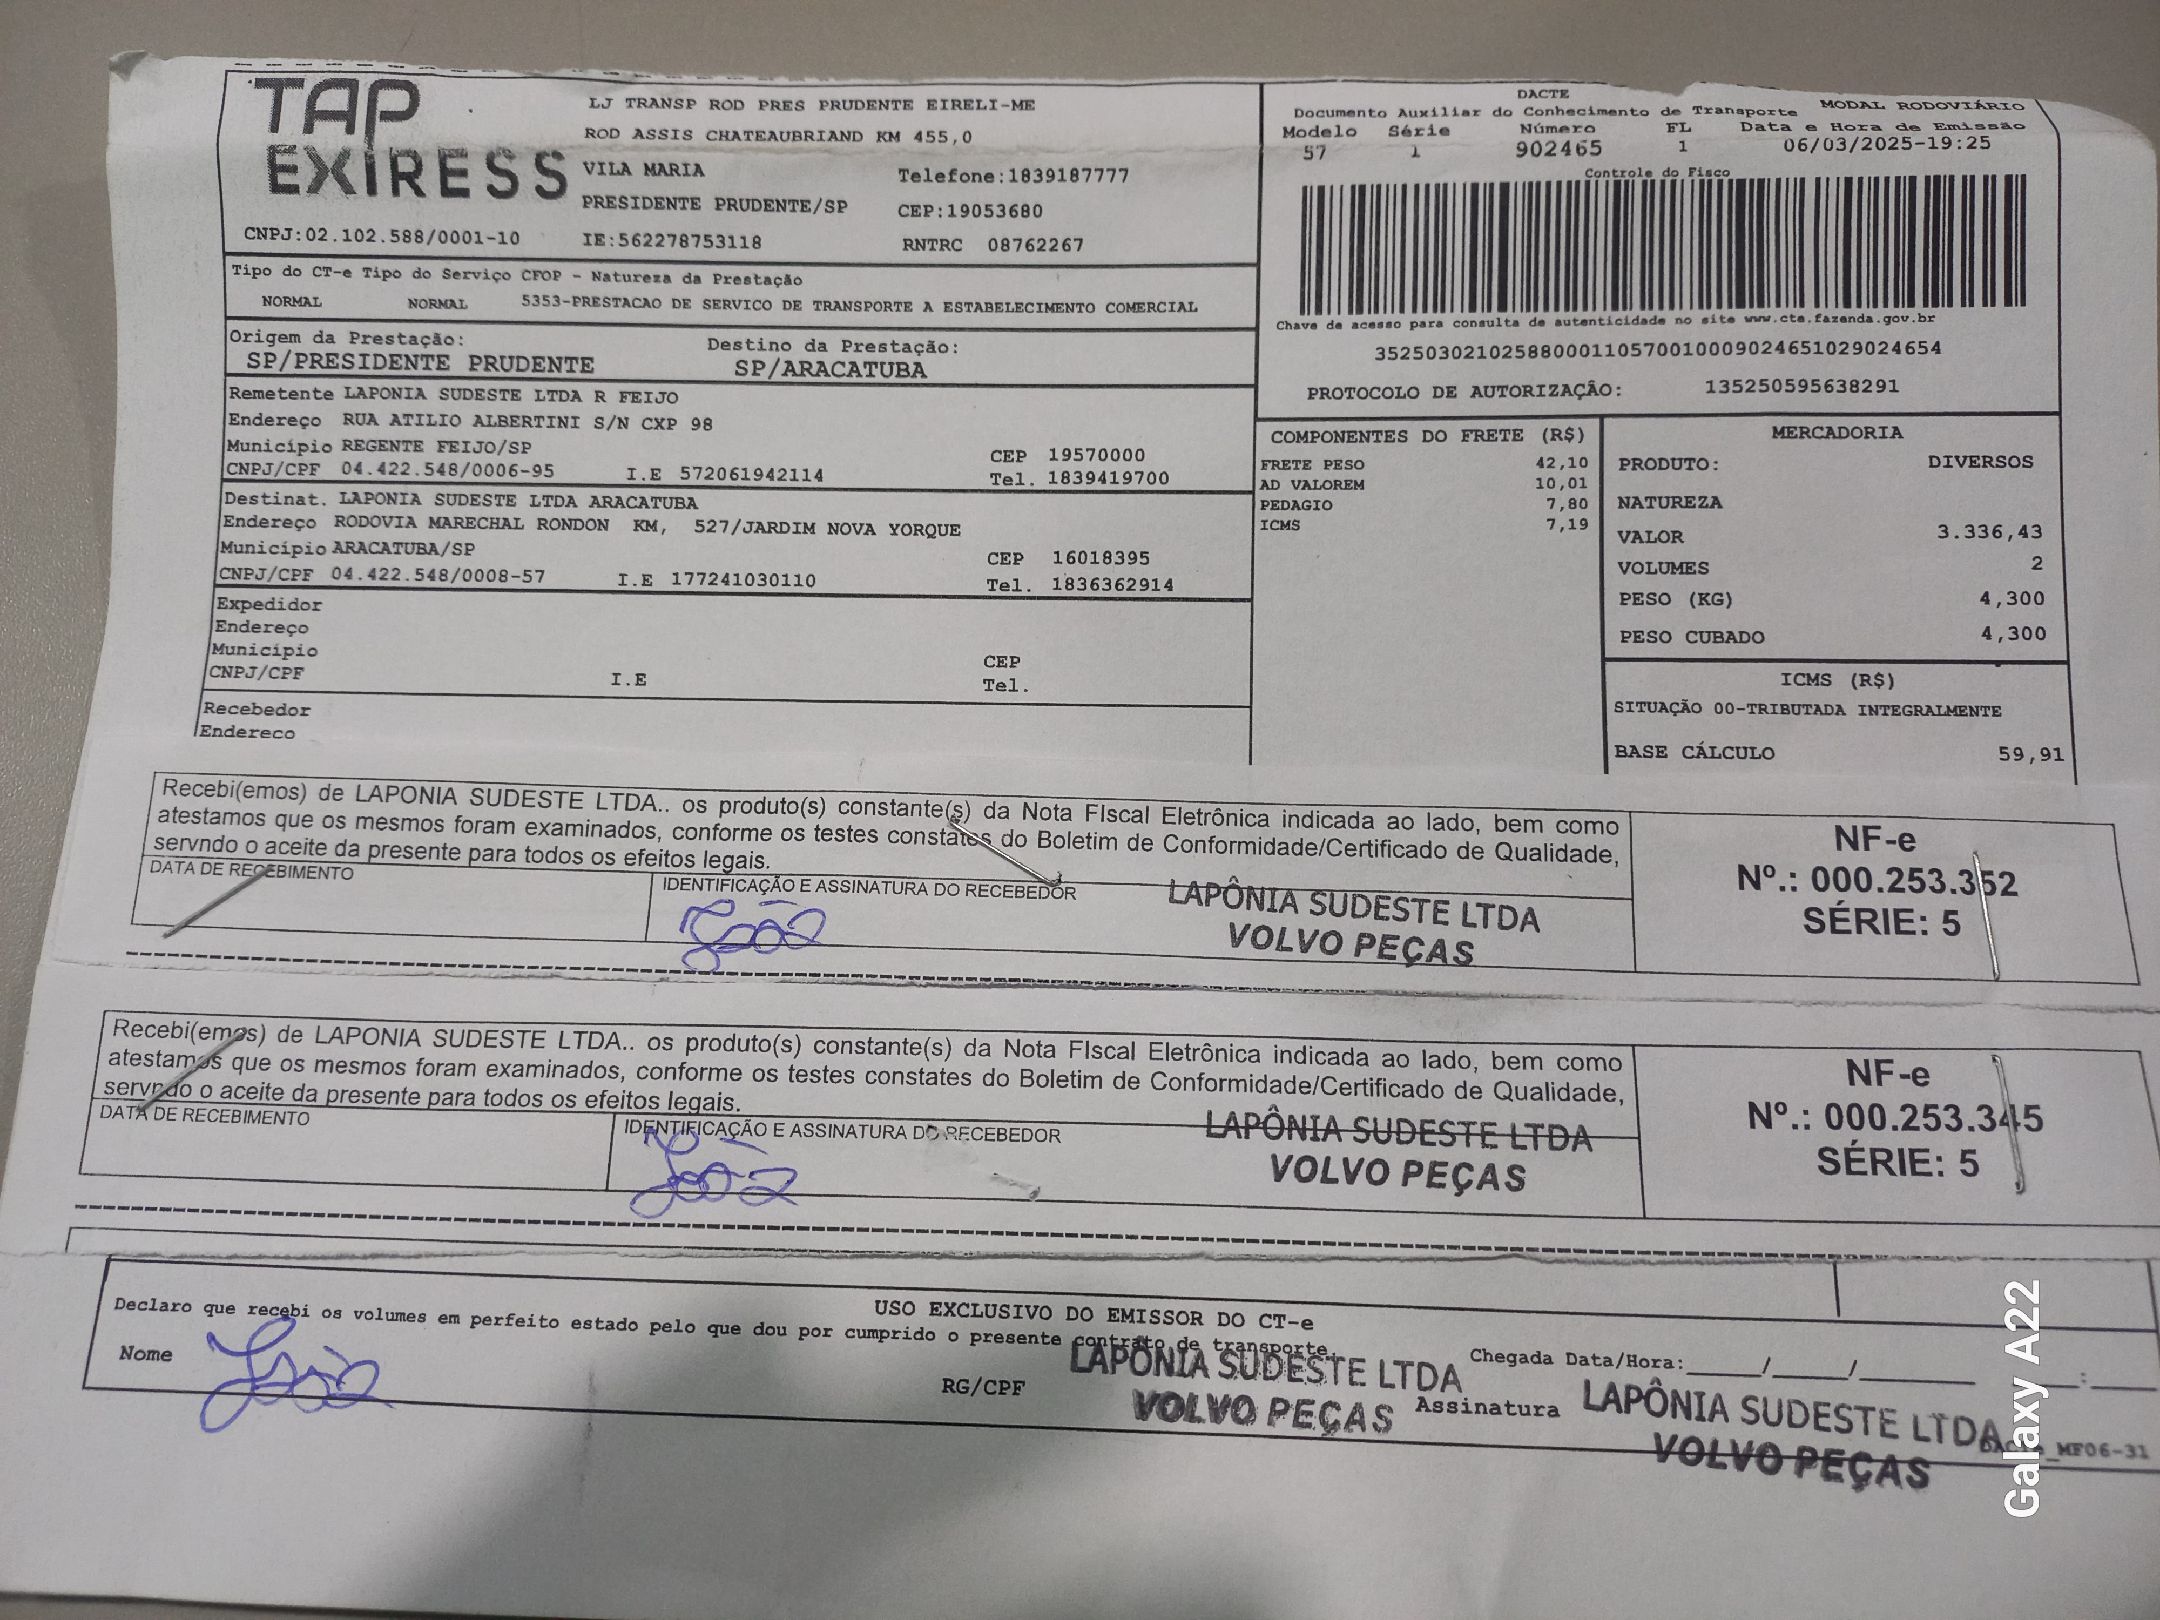 TAP
EXIRESS
LJ TRANSP ROD PRES PRUDENTE EIRELI-ME
ROD ASSIS CHATEAUBRIAND KM 455,0
VILA MARIA
Telefone:1839187777
PRESIDENTE PRUDENTE/SP
CEP:19053680
CNPJ:02.102.588/0001-10
IE:562278753118
RNTRC 08762267
DACTE
Documento Auxiliar do Conhecimento de Transporte MODAL RODOVIÁRIO
Modelo Série Número FL Data e Hora de Emissão
57 1 902465 1 06/03/2025-19:25
Controle do Fisco
Chave de acesso para consulta de autenticidade no site www.cte.fazenda.gov.br
35250302102588000110570010009024651029024654
PROTOCOLO DE AUTORIZAÇÃO: 135250595638291
Tipo do CT-e Tipo do Serviço CFOP - Natureza da Prestação
NORMAL NORMAL 5353-PRESTACAO DE SERVICO DE TRANSPORTE A ESTABELECIMENTO COMERCIAL
Origem da Prestação: Destino da Prestação:
SP/PRESIDENTE PRUDENTE SP/ARACATUBA
Remetente LAPONIA SUDESTE LTDA R FEIJO
Endereço RUA ATILIO ALBERTINI S/N CXP 98
Município REGENTE FEIJO/SP CEP 19570000
CNPJ/CPF 04.422.548/0006-95 I.E 572061942114 Tel. 1839419700
Destinat. LAPONIA SUDESTE LTDA ARACATUBA
Endereço RODOVIA MARECHAL RONDON KM, 527/JARDIM NOVA YORQUE
Município ARACATUBA/SP CEP 16018395
CNPJ/CPF 04.422.548/0008-57 I.E 177241030110 Tel. 1836362914
Expedidor
Endereço
Município CEP
CNPJ/CPF I.E Tel.
Recebedor
Endereco
COMPONENTES DO FRETE (R$)
FRETE PESO 42,10
AD VALOREM 10,01
PEDAGIO 7,80
ICMS 7,19
MERCADORIA
PRODUTO: DIVERSOS
NATUREZA
VALOR 3.336,43
VOLUMES 2
PESO (KG) 4,300
PESO CUBADO 4,300
ICMS (R$)
SITUAÇÃO 00-TRIBUTADA INTEGRALMENTE
BASE CÁLCULO 59,91
Recebi(emos) de LAPONIA SUDESTE LTDA.. os produto(s) constante(s) da Nota FIscal Eletrônica indicada ao lado, bem como
atestamos que os mesmos foram examinados, conforme os testes constates do Boletim de Conformidade/Certificado de Qualidade,
servndo o aceite da presente para todos os efeitos legais.
DATA DE RECEBIMENTO
IDENTIFICAÇÃO E ASSINATURA DO RECEBEDOR
João
LAPÔNIA SUDESTE LTDA
VOLVO PEÇAS
NF-e
Nº.: 000.253.352
SÉRIE: 5
Recebi(emos) de LAPONIA SUDESTE LTDA.. os produto(s) constante(s) da Nota FIscal Eletrônica indicada ao lado, bem como
atestamos que os mesmos foram examinados, conforme os testes constates do Boletim de Conformidade/Certificado de Qualidade,
servndo o aceite da presente para todos os efeitos legais.
DATA DE RECEBIMENTO
IDENTIFICAÇÃO E ASSINATURA DO RECEBEDOR
João
LAPÔNIA SUDESTE LTDA
VOLVO PEÇAS
NF-e
Nº.: 000.253.345
SÉRIE: 5
USO EXCLUSIVO DO EMISSOR DO CT-e
Declaro que recebi os volumes em perfeito estado pelo que dou por cumprido o presente contrato de transporte.
Nome João
RG/CPF
LAPÔNIA SUDESTE LTDA
VOLVO PEÇAS
Chegada Data/Hora:_____/_____/_______ :
Assinatura
LAPÔNIA SUDESTE LTDA
VOLVO PEÇAS
MF06-31
Galaxy A22